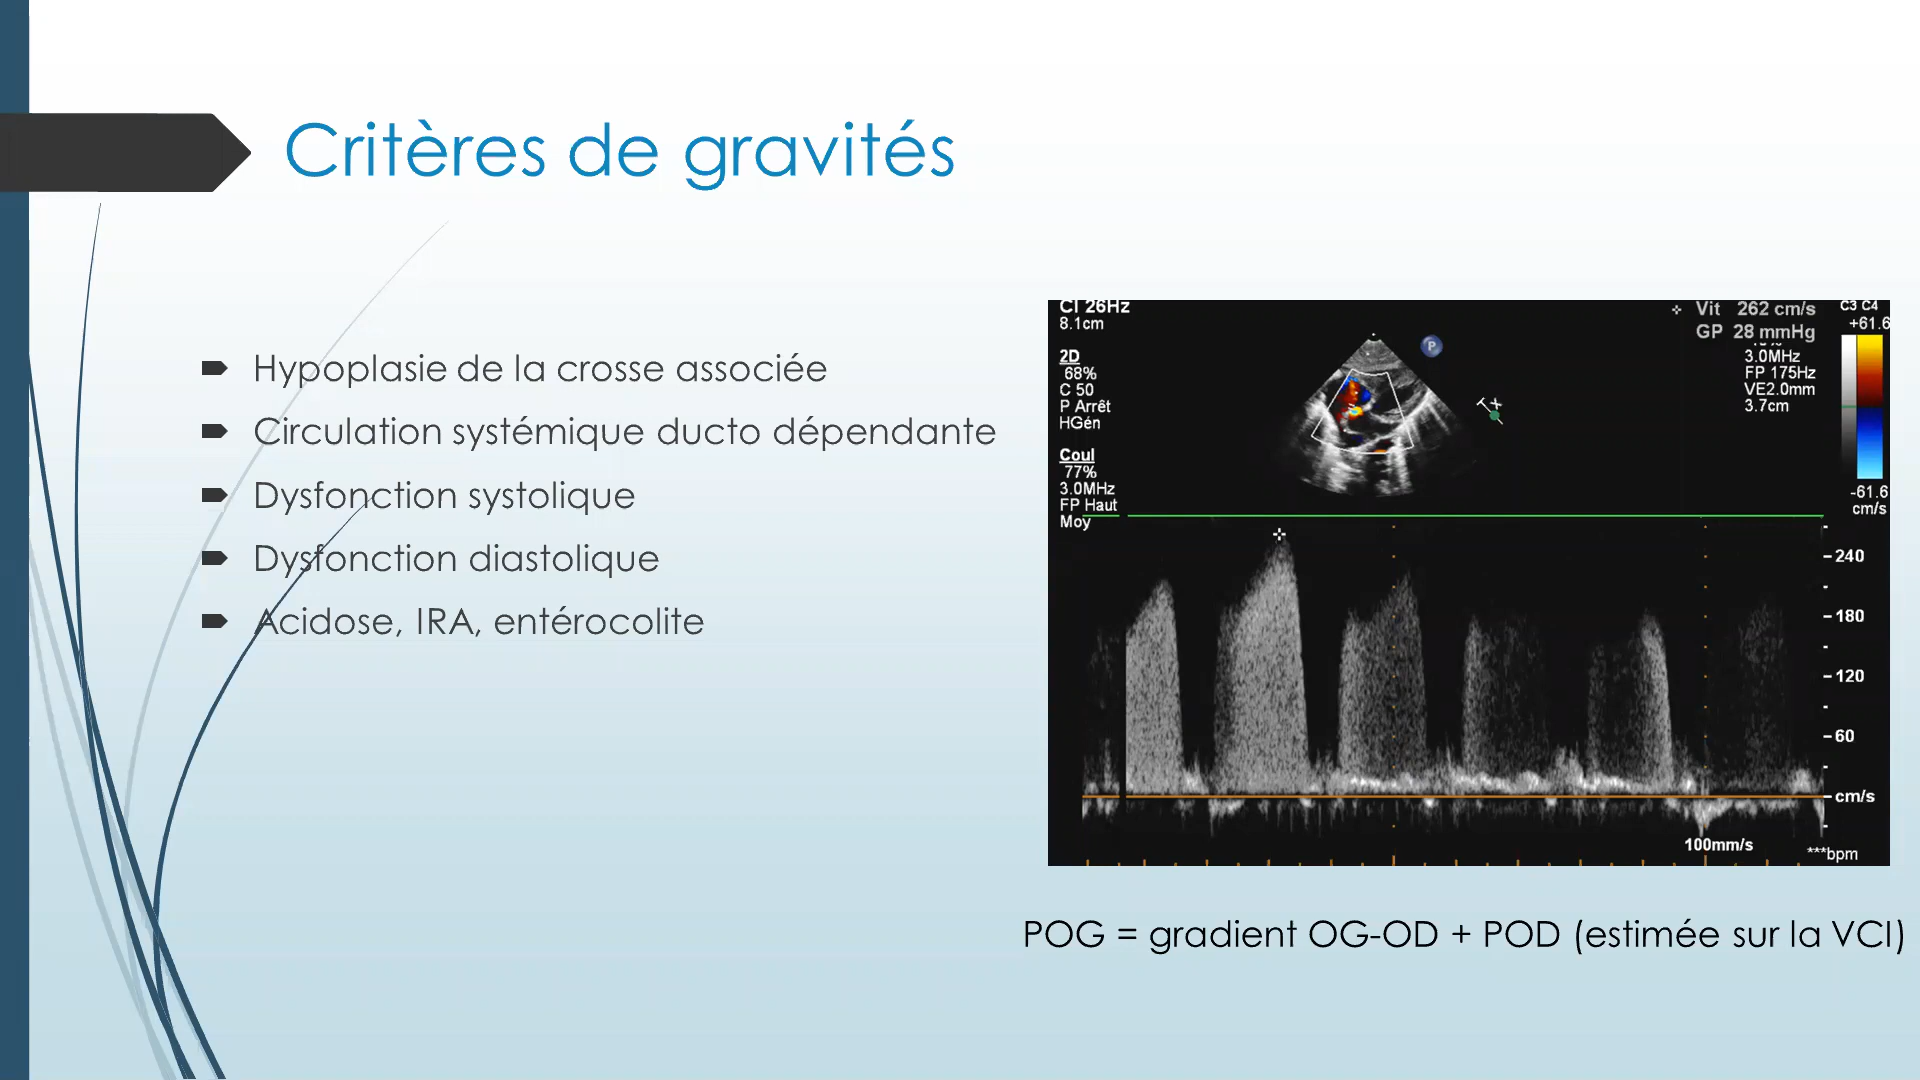 Critères de gravités
Hypoplasie de la crosse associée
Circulation systémique ducto dépendante
Dysfonction systolique
Dysfonction diastolique
Acidose, IRA, entérocolite
CI 26Hz
8.1cm
2D
68%
C 50
P Arrêt
HGén
Coul
77%
3.0MHz
FP Haut
Moy
P
Vit 262 cm/s
GP 28 mmHg
3.0MHz
FP 175Hz
VE2.0mm
3.7cm
C3 C4
+61.6
-61.6
cm/s
240
180
120
60
cm/s
100mm/s
***bpm
POG = gradient OG-OD + POD (estimée sur la VCI)